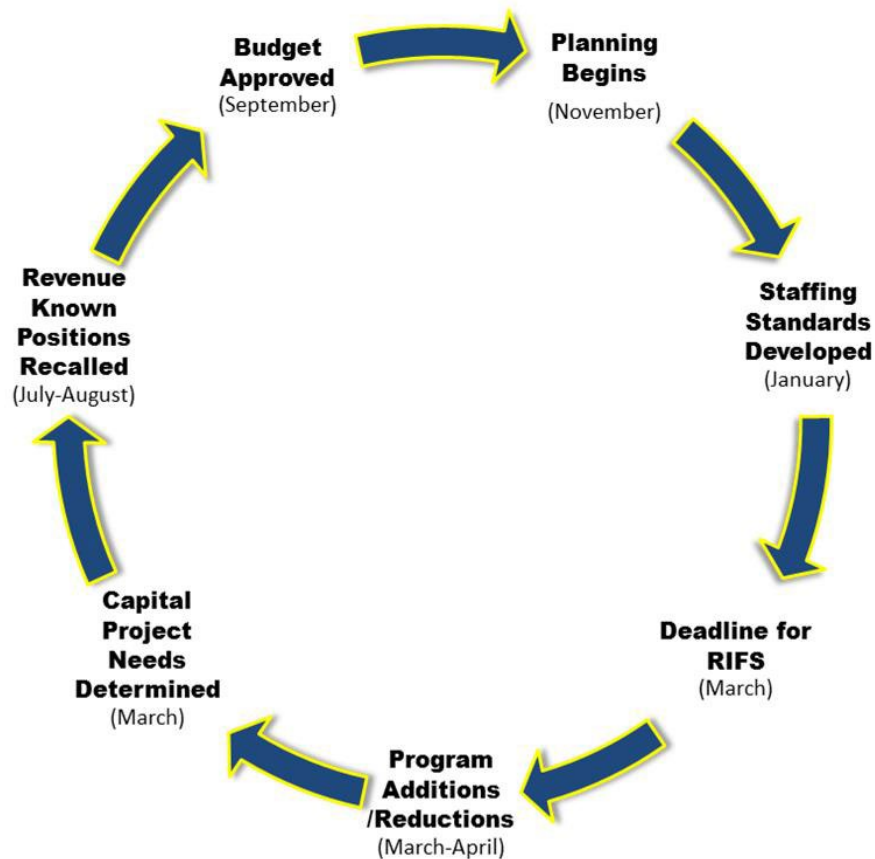 Budget
Approved
(September)
Planning
Begins
(November)
Staffing
Standards
Developed
(January)
Deadline for
RIFS
(March)
Program
Additions
/Reductions
(March-April)
Capital
Project
Needs
Determined
(March)
Revenue
Known
Positions
Recalled
(July-August)